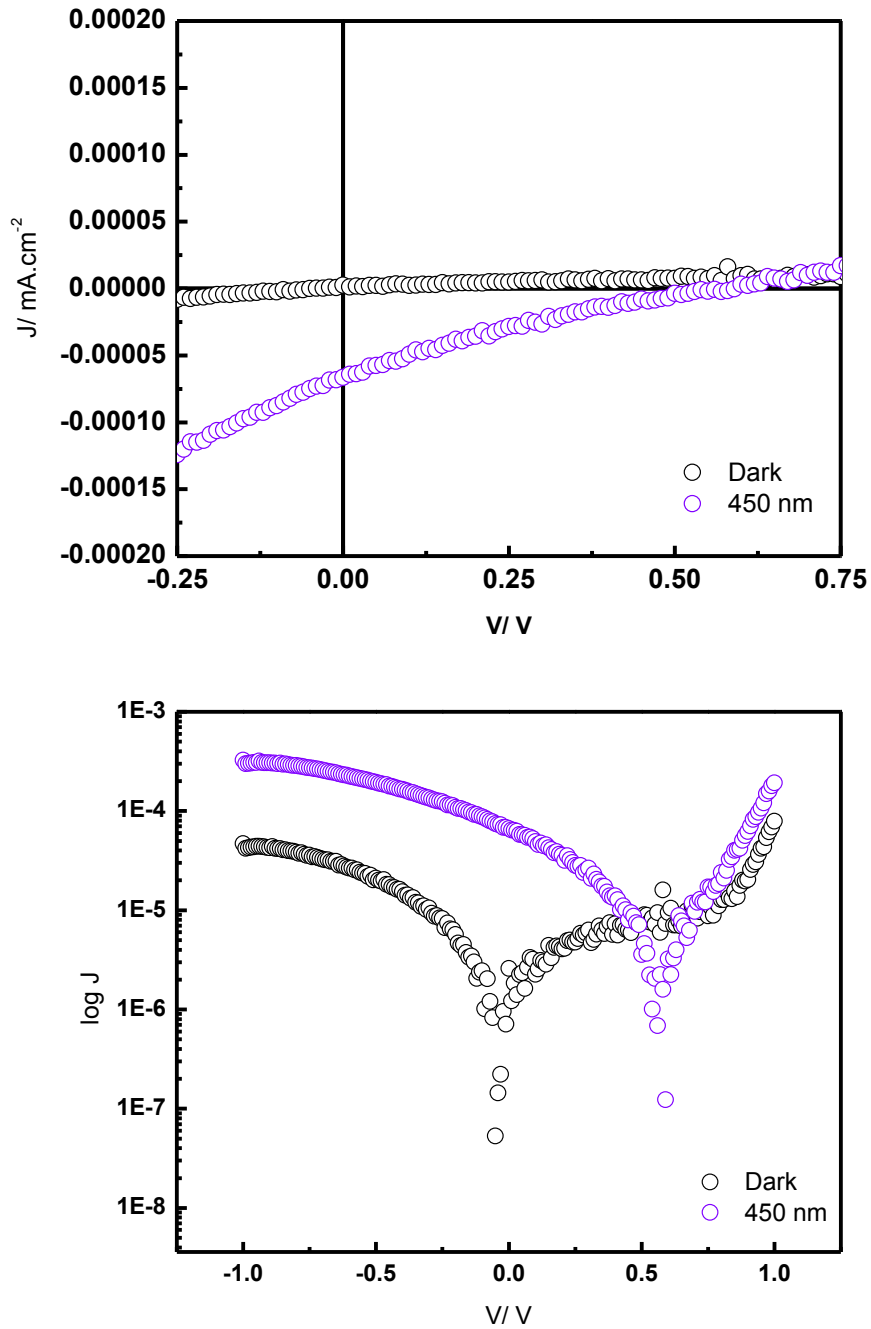 0.00020
0.00015
0.00010
0.00005
0.00000
-0.00005
-0.00010
-0.00015
-0.00020
J/ mA.cm-2
-0.25 0.00 0.25 0.50 0.75
V/ V
Dark
450 nm
1E-3
1E-4
1E-5
1E-6
1E-7
1E-8
log J
-1.0 -0.5 0.0 0.5 1.0
V/ V
Dark
450 nm